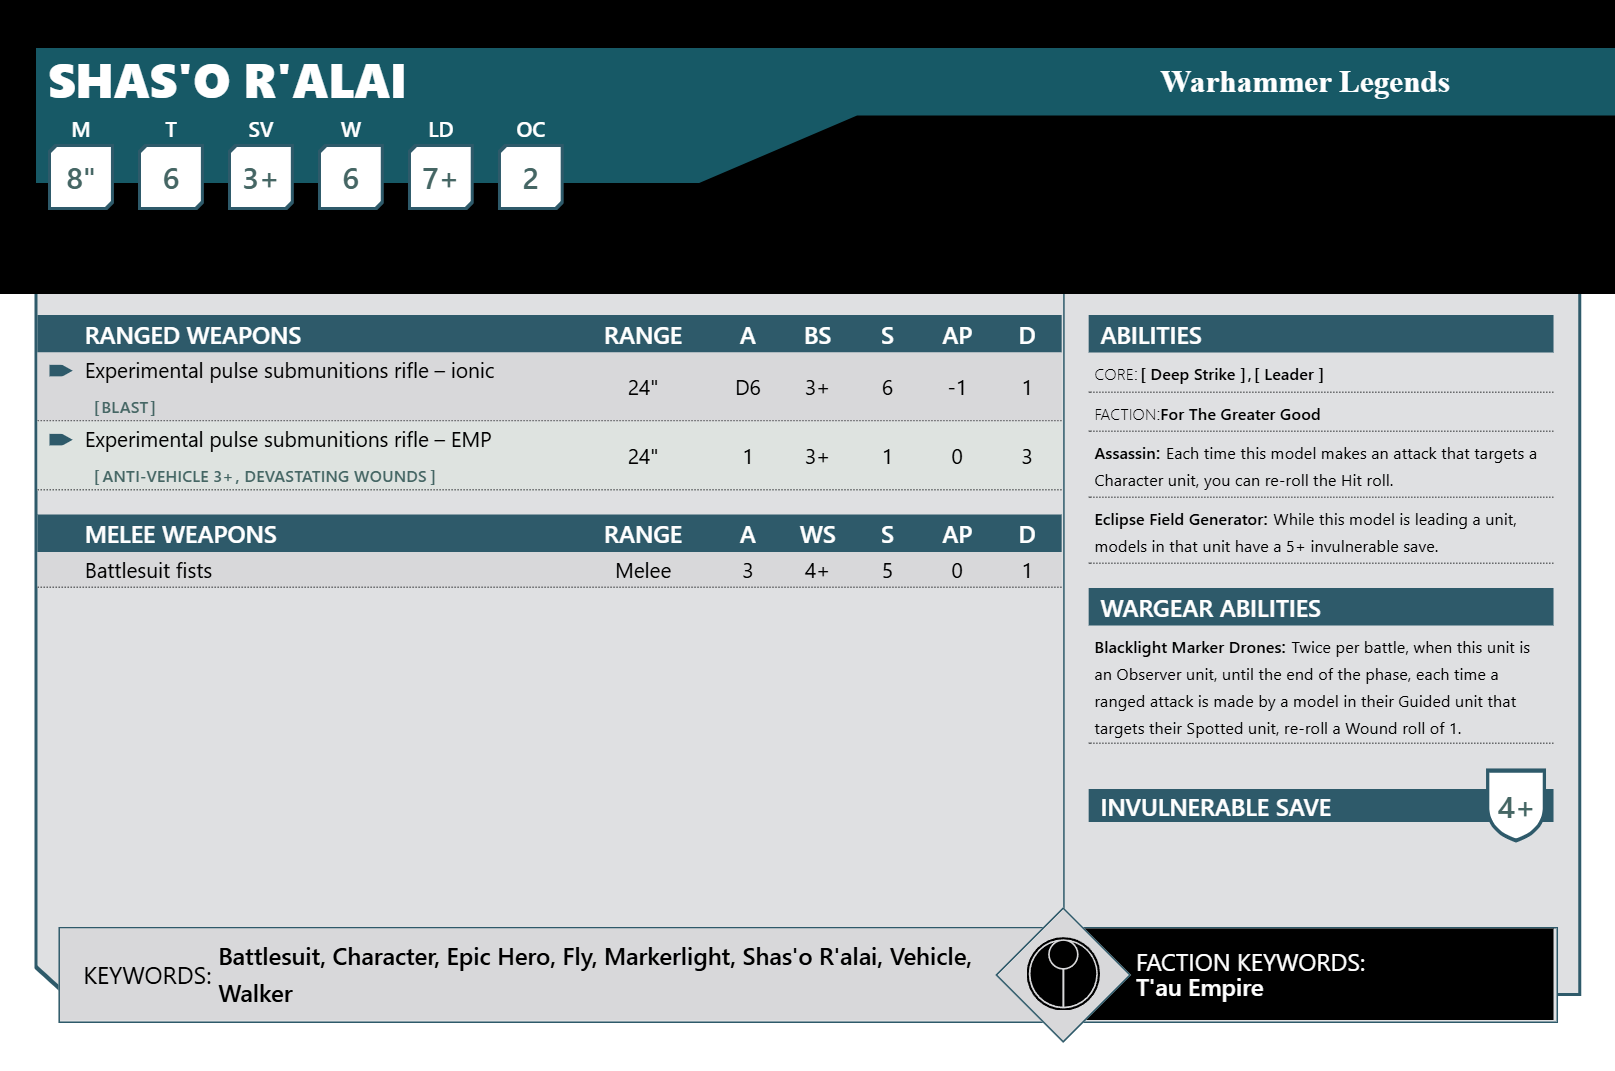 SHAS'O R'ALAI
Warhammer Legends
M T SV W LD OC
8" 6 3+ 6 7+ 2
RANGED WEAPONS RANGE A BS S AP D
Experimental pulse submunitions rifle – ionic 24" D6 3+ 6 -1 1
[BLAST]
Experimental pulse submunitions rifle – EMP 24" 1 3+ 1 0 3
[ANTI-VEHICLE 3+, DEVASTATING WOUNDS]
MELEE WEAPONS RANGE A WS S AP D
Battlesuit fists Melee 3 4+ 5 0 1
ABILITIES
CORE: [ Deep Strike ],[ Leader ]
FACTION:For The Greater Good
Assassin: Each time this model makes an attack that targets a
Character unit, you can re-roll the Hit roll.
Eclipse Field Generator: While this model is leading a unit,
models in that unit have a 5+ invulnerable save.
WARGEAR ABILITIES
Blacklight Marker Drones: Twice per battle, when this unit is
an Observer unit, until the end of the phase, each time a
ranged attack is made by a model in their Guided unit that
targets their Spotted unit, re-roll a Wound roll of 1.
INVULNERABLE SAVE 4+
KEYWORDS: Battlesuit, Character, Epic Hero, Fly, Markerlight, Shas'o R'alai, Vehicle,
Walker
FACTION KEYWORDS:
T'au Empire